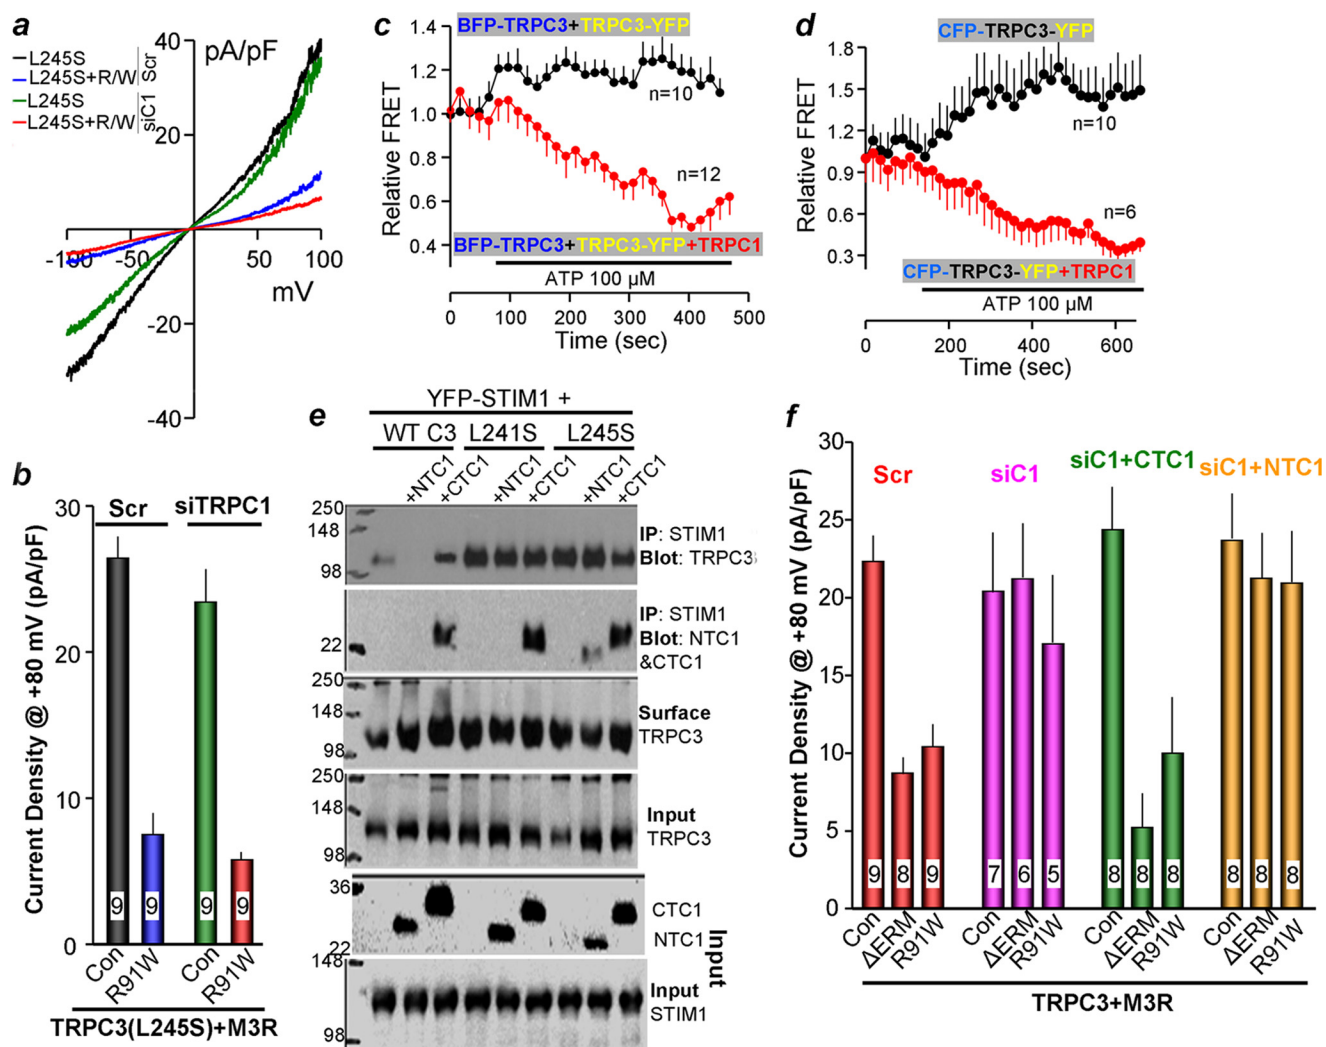 a
pA/pF
40
20
-20
-40
-100
-50
50
100
mV
L245S
L245S+R/W
Scr
L245S
L245S+R/W
siC1
c
BFP-TRPC3+TRPC3-YFP
Relative FRET
1.4
1.2
1.0
0.8
0.6
0.4
n=10
n=12
BFP-TRPC3+TRPC3-YFP+TRPC1
ATP 100 µM
0 100 200 300 400 500
Time (sec)
d
CFP-TRPC3-YFP
Relative FRET
1.8
1.5
1.2
0.9
0.6
0.3
n=10
n=6
CFP-TRPC3-YFP+TRPC1
ATP 100 µM
0 200 400 600
Time (sec)
b
Current Density @ +80 mV (pA/pF)
30
20
10
0
Scr
siTRPC1
9 9 9 9
Con
R91W
Con
R91W
TRPC3(L245S)+M3R
e
YFP-STIM1 +
WT C3 L241S L245S
+NTC1
+CTC1
+NTC1
+CTC1
+NTC1
+CTC1
250
148
98
IP: STIM1
Blot: TRPC3
22
IP: STIM1
Blot: NTC1
&CTC1
250
148
98
Surface
TRPC3
250
148
98
Input
TRPC3
36
22
CTC1
NTC1
Input
148
98
Input
STIM1
f
Current Density @ +80 mV (pA/pF)
30
25
20
15
10
5
0
Scr
siC1
siC1+CTC1
siC1+NTC1
9 8 9 7 6 5 8 8 8 8 8 8
Con
ΔERM
R91W
Con
ΔERM
R91W
Con
ΔERM
R91W
Con
ΔERM
R91W
TRPC3+M3R